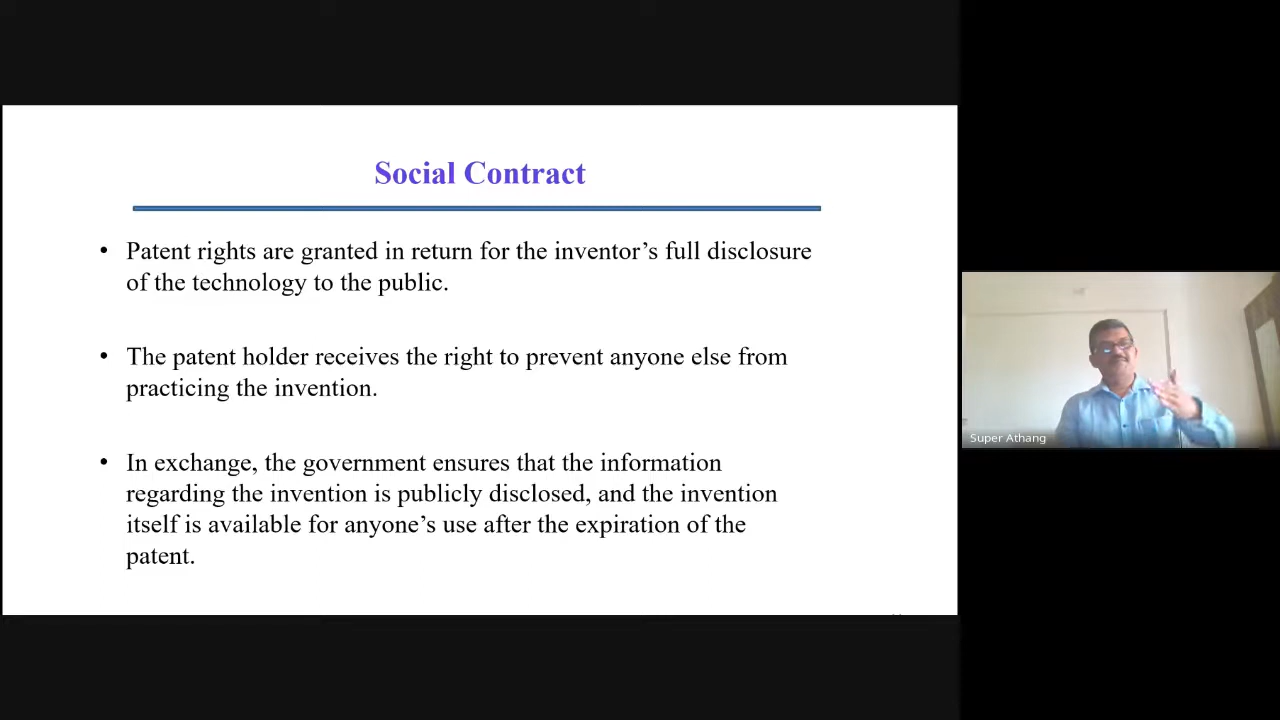 Social Contract
• Patent rights are granted in return for the inventor’s full disclosure
of the technology to the public.
• The patent holder receives the right to prevent anyone else from
practicing the invention.
• In exchange, the government ensures that the information
regarding the invention is publicly disclosed, and the invention
itself is available for anyone’s use after the expiration of the
patent.
Super Athang